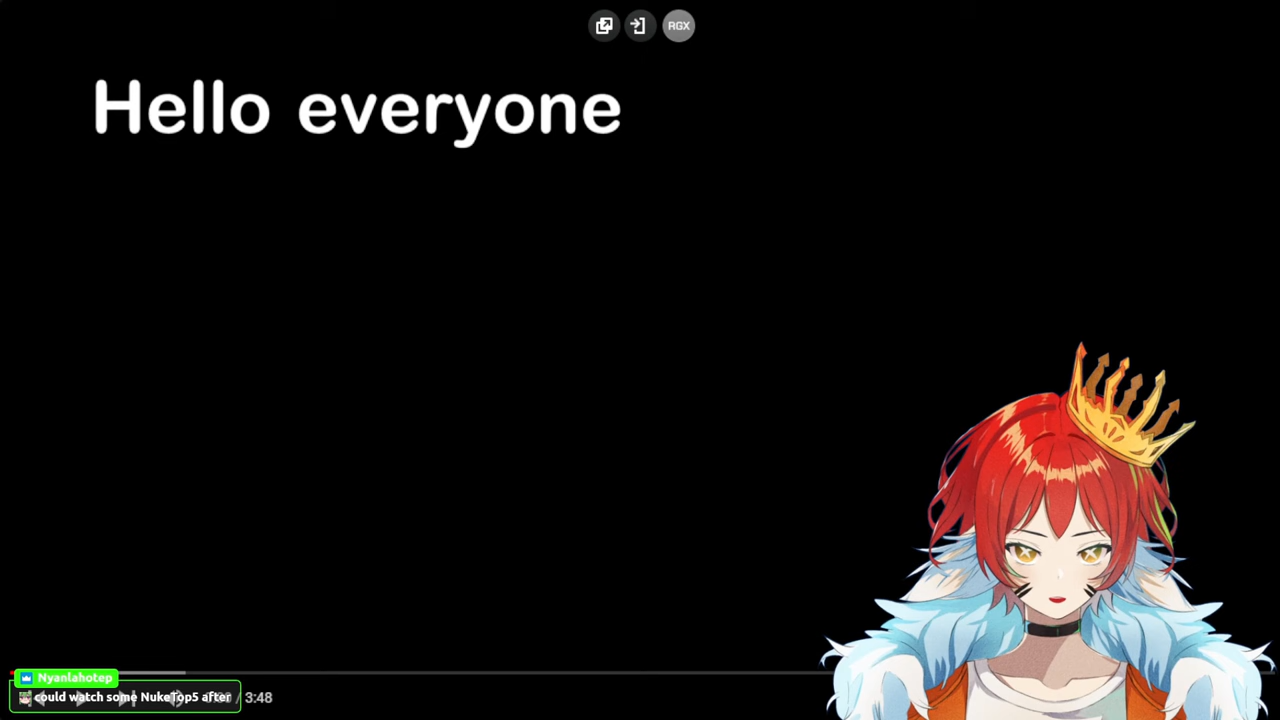 RGX
Hello everyone
Nyanlahotep
could watch some NukeTop5 after
/ 3:48